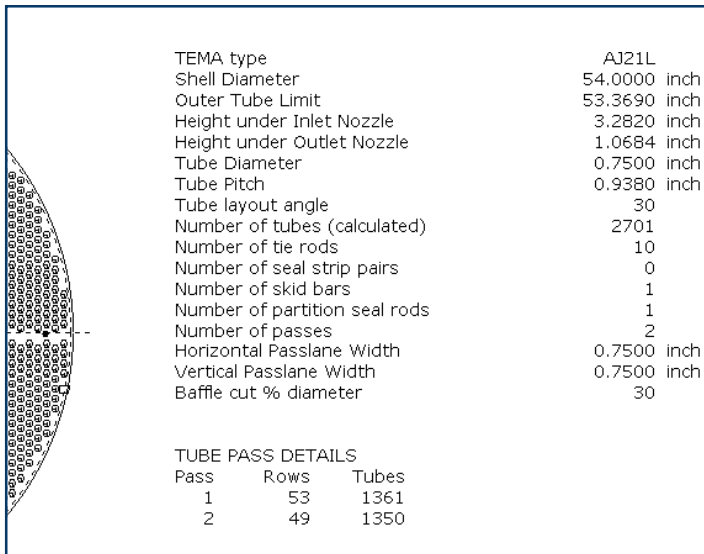 TEMA type AJ21L
Shell Diameter 54.0000 inch
Outer Tube Limit 53.3690 inch
Height under Inlet Nozzle 3.2820 inch
Height under Outlet Nozzle 1.0684 inch
Tube Diameter 0.7500 inch
Tube Pitch 0.9380 inch
Tube layout angle 30
Number of tubes (calculated) 2701
Number of tie rods 10
Number of seal strip pairs 0
Number of skid bars 1
Number of partition seal rods 1
Number of passes 2
Horizontal Passlane Width 0.7500 inch
Vertical Passlane Width 0.7500 inch
Baffle cut % diameter 30
TUBE PASS DETAILS
Pass Rows Tubes
1 53 1361
2 49 1350